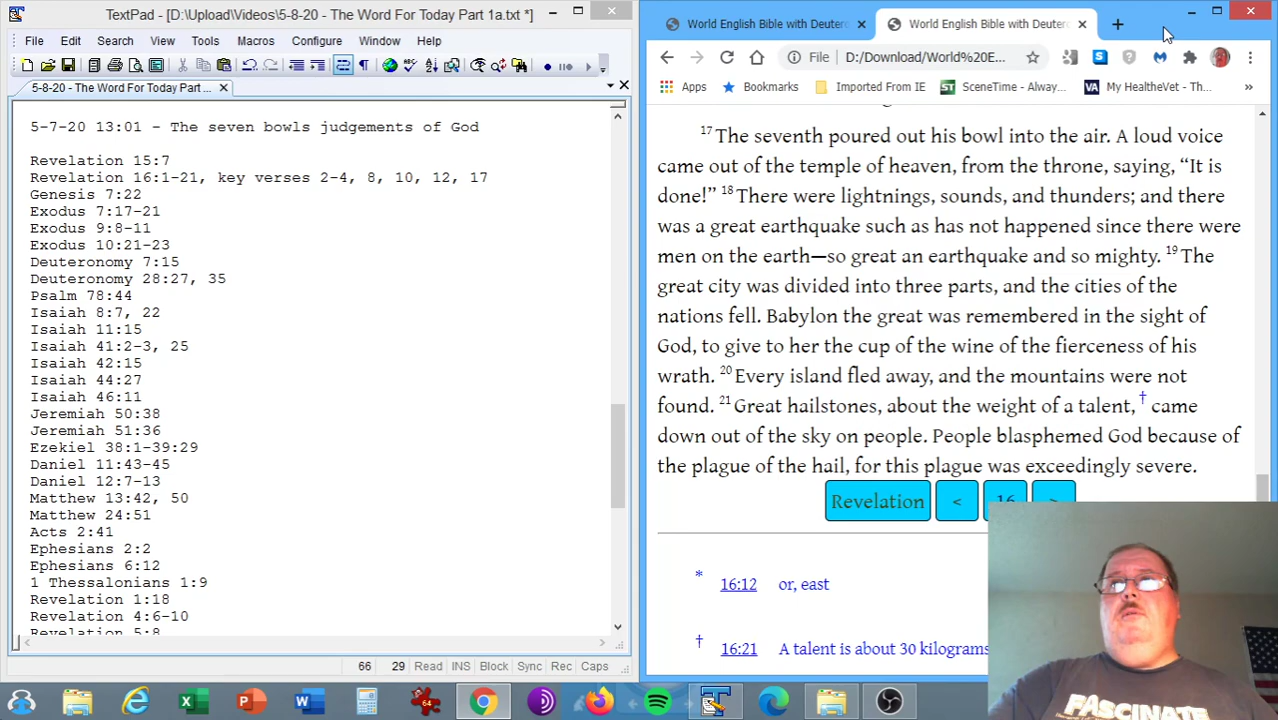 TextPad - [D:\Upload\Videos\5-8-20 - The Word For Today Part 1a.txt *]
File Edit Search View Tools Macros Configure Window Help
5-8-20 - The Word For Today Part ...
5-7-20 13:01 - The seven bowls judgements of God
Revelation 15:7
Revelation 16:1-21, key verses 2-4, 8, 10, 12, 17
Genesis 7:22
Exodus 7:17-21
Exodus 9:8-11
Exodus 10:21-23
Deuteronomy 7:15
Deuteronomy 28:27, 35
Psalm 78:44
Isaiah 8:7, 22
Isaiah 11:15
Isaiah 41:2-3, 25
Isaiah 42:15
Isaiah 44:27
Isaiah 46:11
Jeremiah 50:38
Jeremiah 51:36
Ezekiel 38:1-39:29
Daniel 11:43-45
Daniel 12:7-13
Matthew 13:42, 50
Matthew 24:51
Acts 2:41
Ephesians 2:2
Ephesians 6:12
1 Thessalonians 1:9
Revelation 1:18
Revelation 4:6-10
Revelation 5:8
66 29 Read INS Block Sync Rec Caps
World English Bible with Deuter
World English Bible with Deuter
File D:/Download/World%20E...
Apps Bookmarks Imported From IE SceneTime - Alway... My HealtheVet - Th... »
17 The seventh poured out his bowl into the air. A loud voice
came out of the temple of heaven, from the throne, saying, “It is
done!” 18 There were lightnings, sounds, and thunders; and there
was a great earthquake such as has not happened since there were
men on the earth—so great an earthquake and so mighty. 19 The
great city was divided into three parts, and the cities of the
nations fell. Babylon the great was remembered in the sight of
God, to give to her the cup of the wine of the fierceness of his
wrath. 20 Every island fled away, and the mountains were not
found. 21 Great hailstones, about the weight of a talent,† came
down out of the sky on people. People blasphemed God because of
the plague of the hail, for this plague was exceedingly severe.
Revelation < 16 >
* 16:12 or, east
† 16:21 A talent is about 30 kilograms
FASCINATE
64